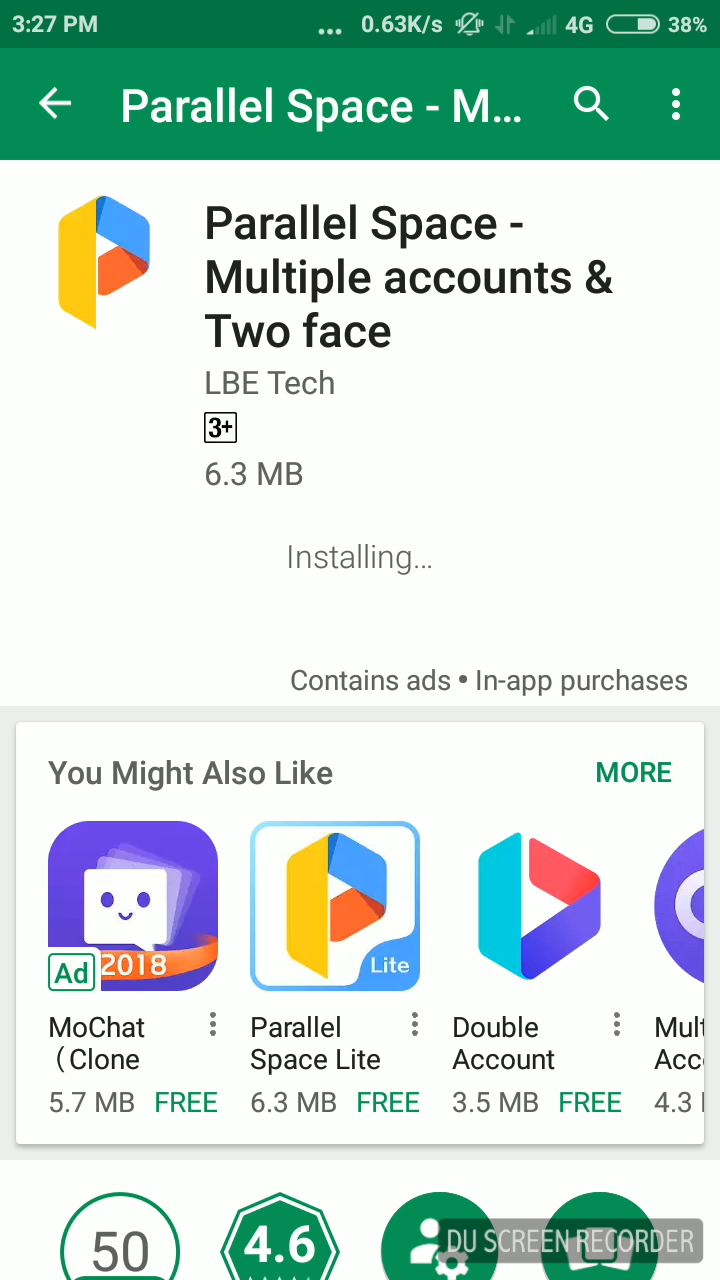 3:27 PM ... 0.63K/s 4G 38%
Parallel Space - M...
Parallel Space -
Multiple accounts &
Two face
LBE Tech
3+
6.3 MB
Installing...
Contains ads • In-app purchases
You Might Also Like MORE
Ad 2018
Lite
MoChat
（Clone
5.7 MB FREE
Parallel
Space Lite
6.3 MB FREE
Double
Account
3.5 MB FREE
4.3
50
4.6
DU SCREEN RECORDER